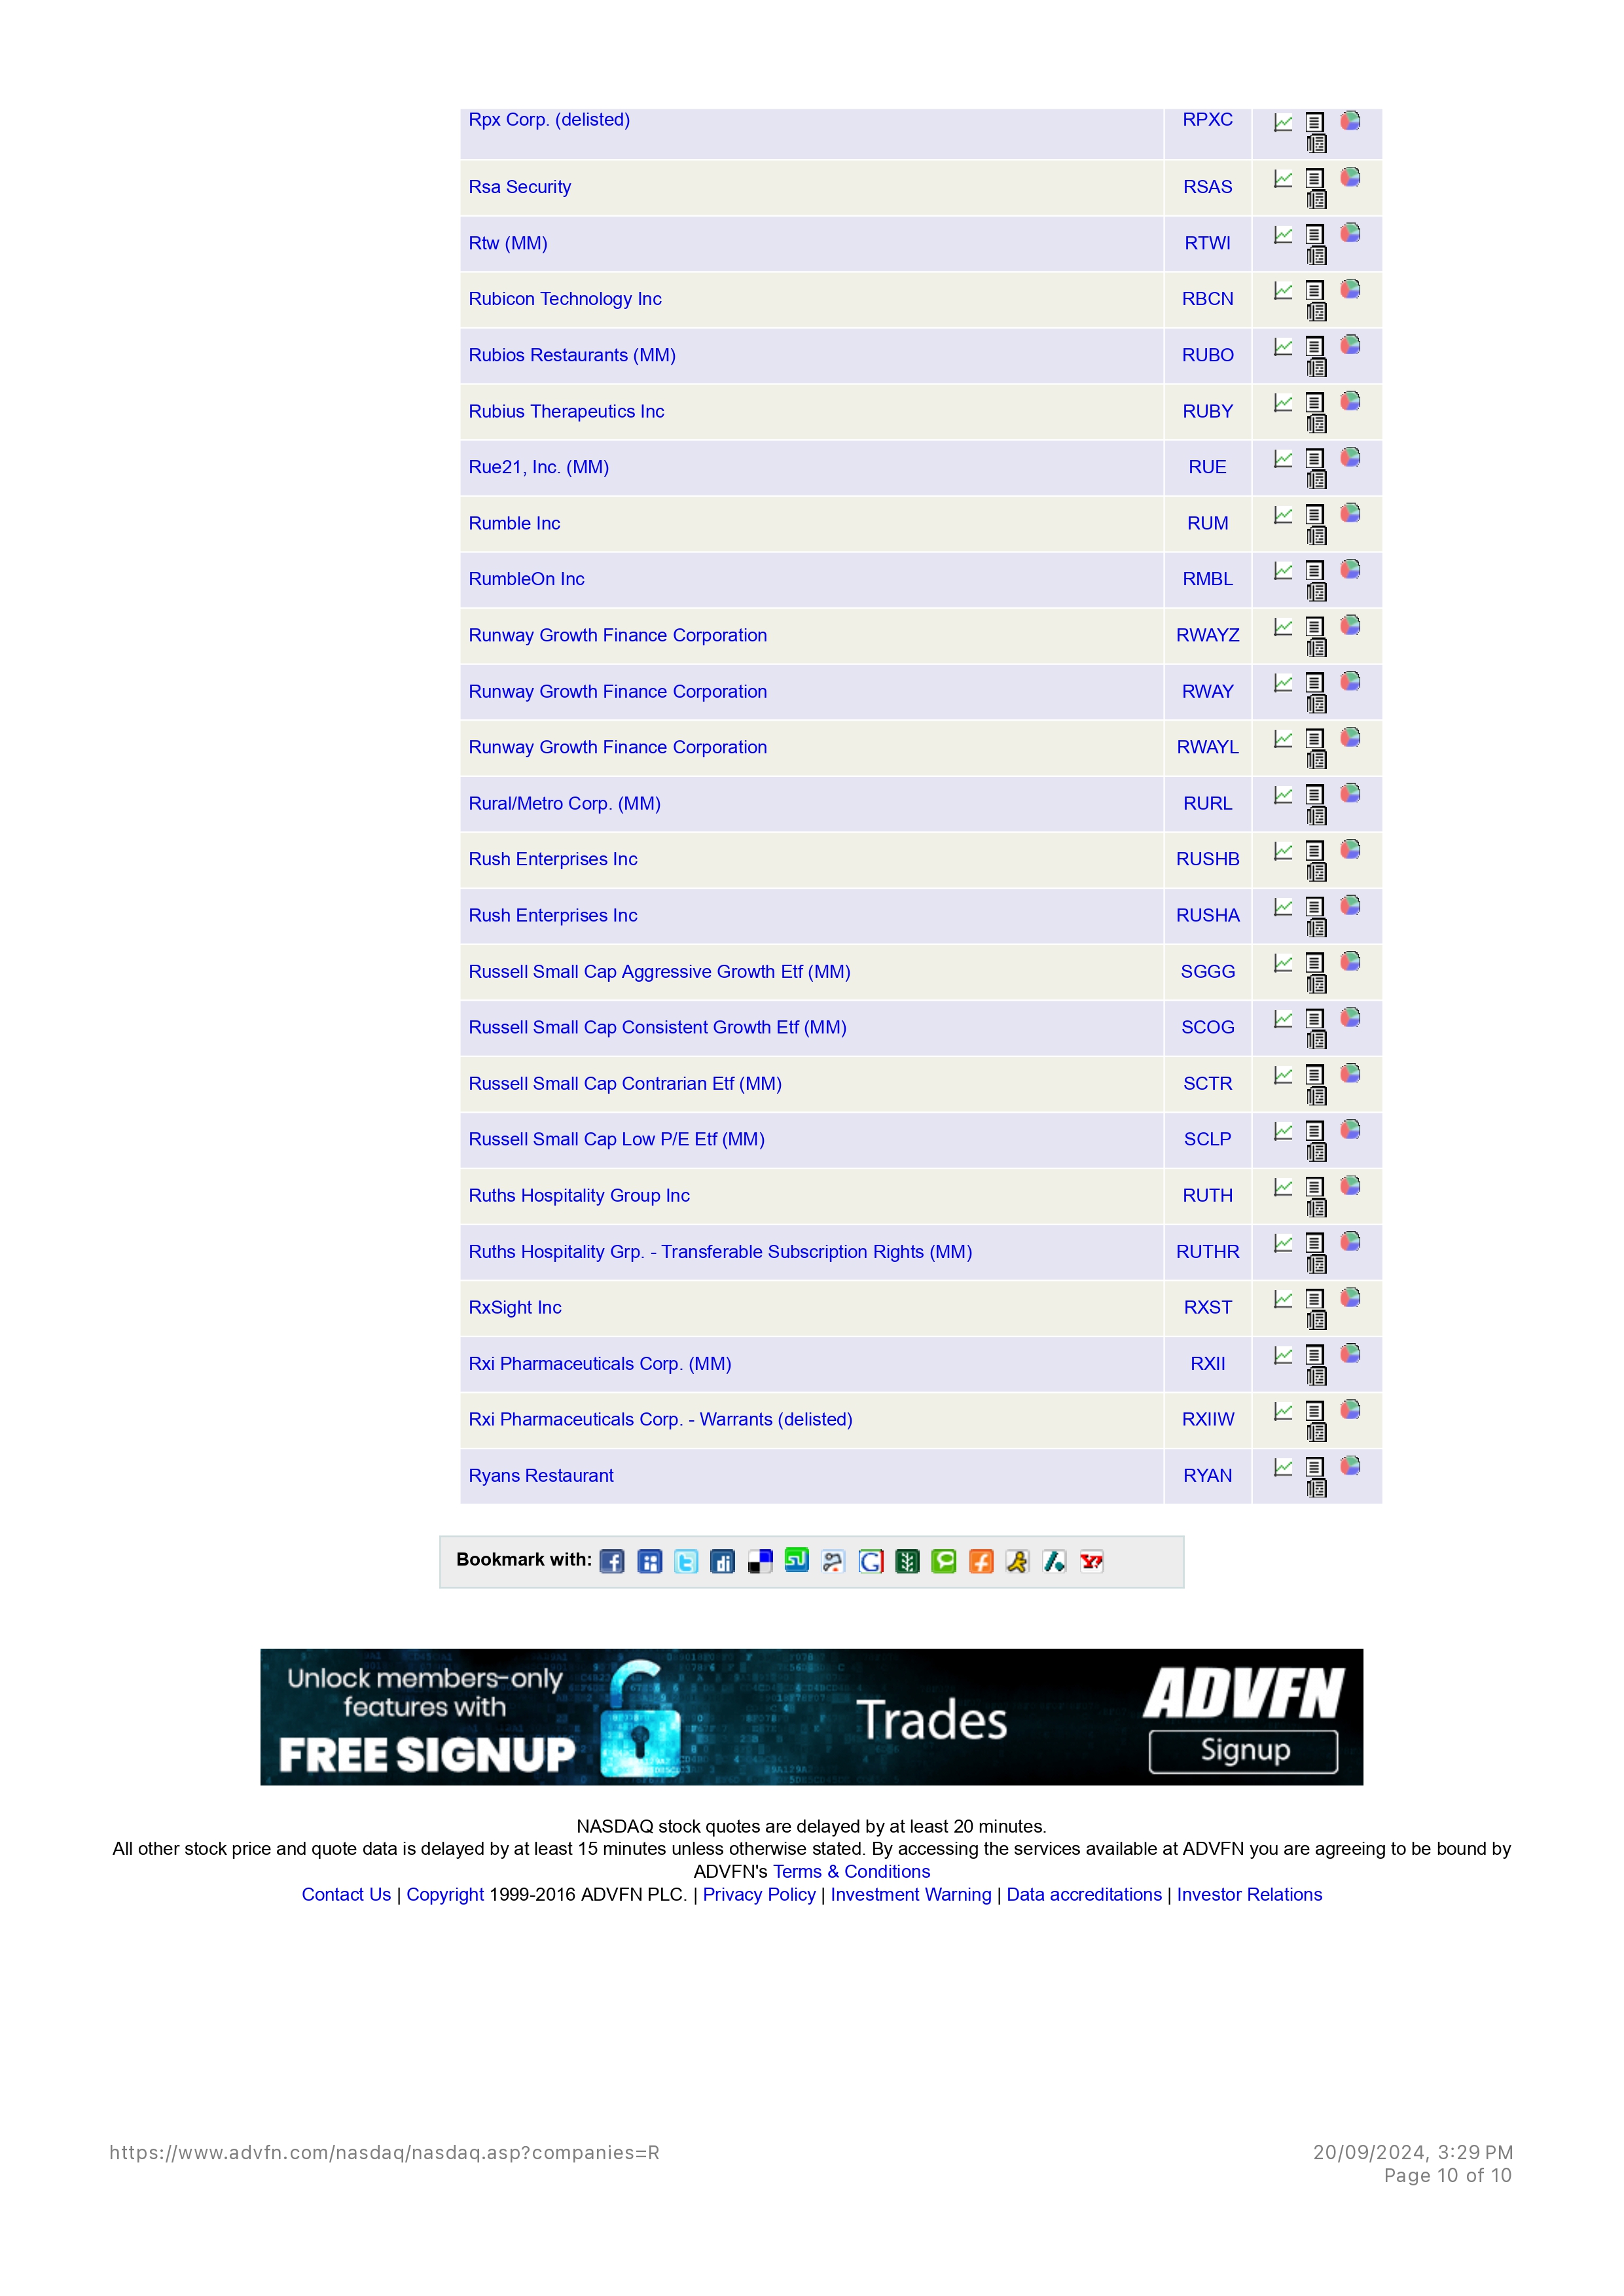 Rpx Corp. (delisted) RPXC
Rsa Security RSAS
Rtw (MM) RTWI
Rubicon Technology Inc RBCN
Rubios Restaurants (MM) RUBO
Rubius Therapeutics Inc RUBY
Rue21, Inc. (MM) RUE
Rumble Inc RUM
RumbleOn Inc RMBL
Runway Growth Finance Corporation RWAYZ
Runway Growth Finance Corporation RWAY
Runway Growth Finance Corporation RWAYL
Rural/Metro Corp. (MM) RURL
Rush Enterprises Inc RUSHB
Rush Enterprises Inc RUSHA
Russell Small Cap Aggressive Growth Etf (MM) SGGG
Russell Small Cap Consistent Growth Etf (MM) SCOG
Russell Small Cap Contrarian Etf (MM) SCTR
Russell Small Cap Low P/E Etf (MM) SCLP
Ruths Hospitality Group Inc RUTH
Ruths Hospitality Grp. - Transferable Subscription Rights (MM) RUTHR
RxSight Inc RXST
Rxi Pharmaceuticals Corp. (MM) RXII
Rxi Pharmaceuticals Corp. - Warrants (delisted) RXIIW
Ryans Restaurant RYAN
Bookmark with:
Unlock members-only
features with
FREE SIGNUP
Trades
ADVFN
Signup
NASDAQ stock quotes are delayed by at least 20 minutes.
All other stock price and quote data is delayed by at least 15 minutes unless otherwise stated. By accessing the services available at ADVFN you are agreeing to be bound by
ADVFN's Terms & Conditions
Contact Us | Copyright 1999-2016 ADVFN PLC. | Privacy Policy | Investment Warning | Data accreditations | Investor Relations
https://www.advfn.com/nasdaq/nasdaq.asp?companies=R
20/09/2024, 3:29 PM
Page 10 of 10